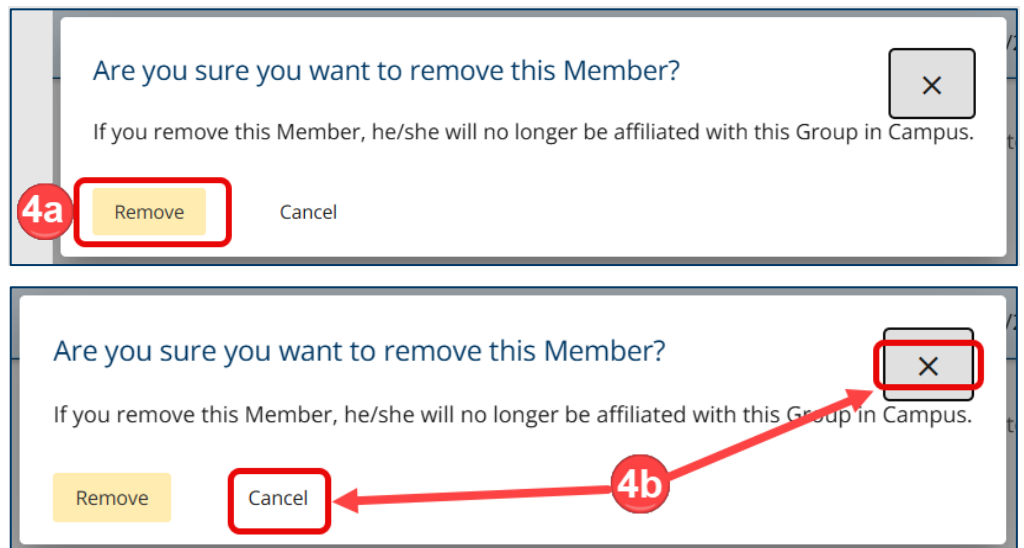 Are you sure you want to remove this Member?
×
If you remove this Member, he/she will no longer be affiliated with this Group in Campus.
4a
Remove Cancel
Are you sure you want to remove this Member?
×
If you remove this Member, he/she will no longer be affiliated with this Group in Campus.
Remove Cancel
4b